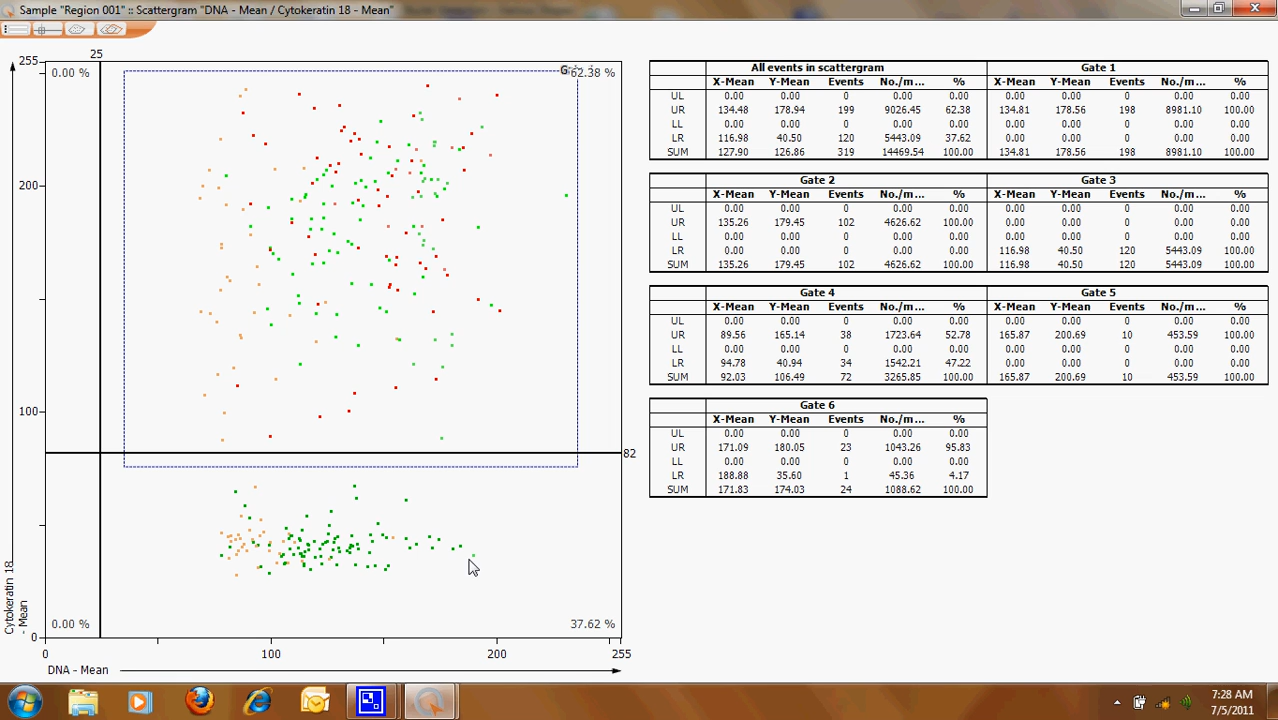 Sample "Region 001" :: Scattergram "DNA - Mean / Cytokeratin 18 - Mean"
25
255
0.00 %
62.38 %
200
100
82
0.00 %
37.62 %
0
0
100
200
255
Cytokeratin 18
- Mean
DNA - Mean
All events in scattergram Gate 1
X-Mean Y-Mean Events No./m... % X-Mean Y-Mean Events No./m... %
UL 0.00 0.00 0 0.00 0.00 0.00 0.00 0 0.00 0.00
UR 134.48 178.94 199 9026.45 62.38 134.81 178.56 198 8981.10 100.00
LL 0.00 0.00 0 0.00 0.00 0.00 0.00 0 0.00 0.00
LR 116.98 40.50 120 5443.09 37.62 0.00 0.00 0 0.00 0.00
SUM 127.90 126.86 319 14469.54 100.00 134.81 178.56 198 8981.10 100.00
Gate 2 Gate 3
X-Mean Y-Mean Events No./m... % X-Mean Y-Mean Events No./m... %
UL 0.00 0.00 0 0.00 0.00 0.00 0.00 0 0.00 0.00
UR 135.26 179.45 102 4626.62 100.00 0.00 0.00 0 0.00 0.00
LL 0.00 0.00 0 0.00 0.00 0.00 0.00 0 0.00 0.00
LR 0.00 0.00 0 0.00 0.00 116.98 40.50 120 5443.09 100.00
SUM 135.26 179.45 102 4626.62 100.00 116.98 40.50 120 5443.09 100.00
Gate 4 Gate 5
X-Mean Y-Mean Events No./m... % X-Mean Y-Mean Events No./m... %
UL 0.00 0.00 0 0.00 0.00 0.00 0.00 0 0.00 0.00
UR 89.56 165.14 38 1723.64 52.78 165.87 200.69 10 453.59 100.00
LL 0.00 0.00 0 0.00 0.00 0.00 0.00 0 0.00 0.00
LR 94.78 40.94 34 1542.21 47.22 0.00 0.00 0 0.00 0.00
SUM 92.03 106.49 72 3265.85 100.00 165.87 200.69 10 453.59 100.00
Gate 6
X-Mean Y-Mean Events No./m... %
UL 0.00 0.00 0 0.00 0.00
UR 171.09 180.05 23 1043.26 95.83
LL 0.00 0.00 0 0.00 0.00
LR 188.88 35.60 1 45.36 4.17
SUM 171.83 174.03 24 1088.62 100.00
7:28 AM
7/5/2011